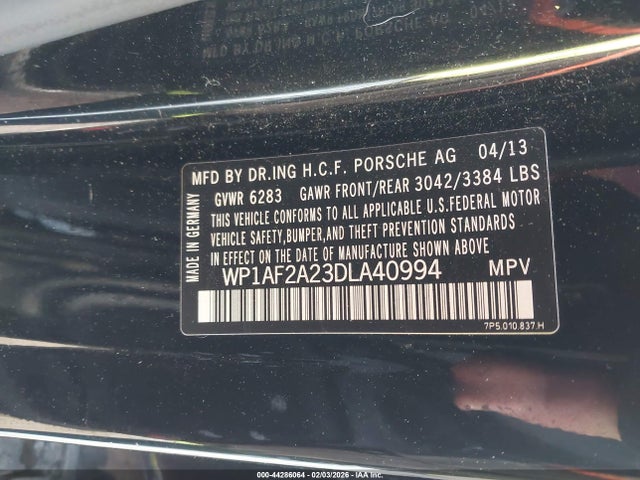 MFD BY DR.ING H.C.F. PORSCHE AG 04/13
GVWR 6283 GAWR FRONT/REAR 3042/3384 LBS
THIS VEHICLE CONFORMS TO ALL APPLICABLE U.S.FEDERAL MOTOR
VEHICLE SAFETY,BUMPER,AND THEFT PREVENTION STANDARDS
IN EFFECT ON THE DATE OF MANUFACTURE SHOWN ABOVE.
WP1AF2A23DLA40994 MPV
7P5.010.837.H
MADE IN GERMANY
000-44286064 - 02/03/2026 - IAAI.COM